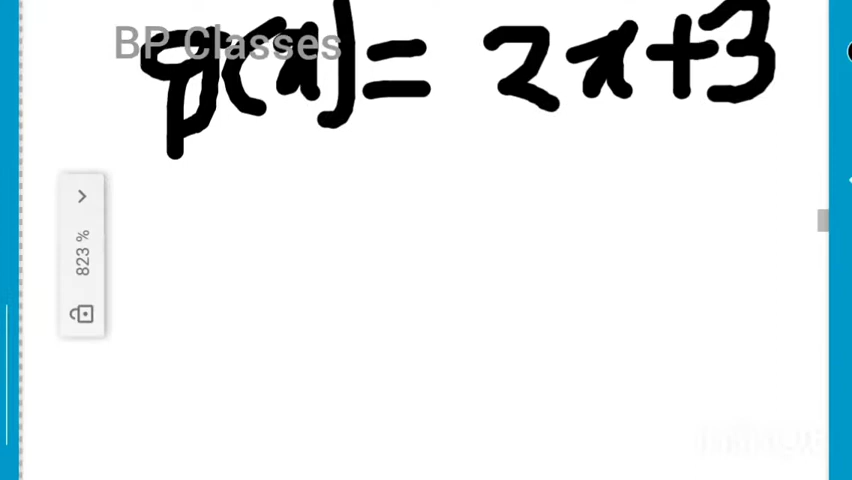 BP Classes
p(x) = 2x+3
823 %